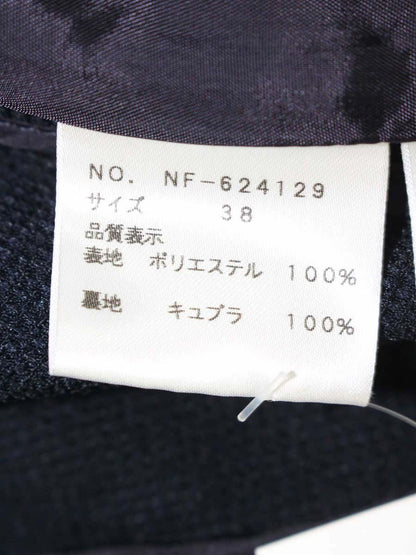 NO. NF-624129
サイズ 38
品質表示
表地 ポリエステル 100%
裏地 キュプラ 100%